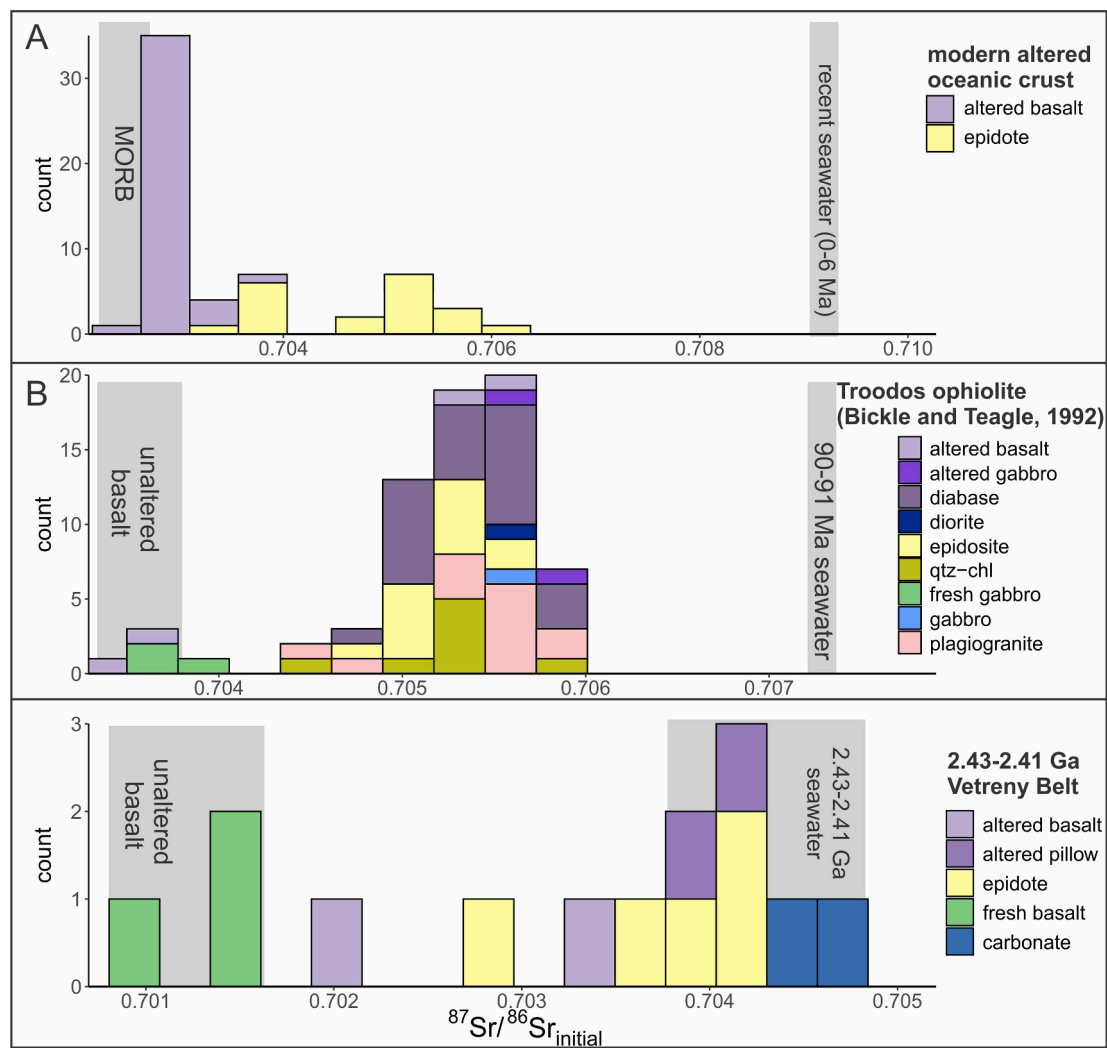 A
modern altered
oceanic crust
altered basalt
epidote
MORB
recent seawater (0-6 Ma)
count
30
20
10
0
0.704
0.706
0.708
0.710
B
Troodos ophiolite
(Bickle and Teagle, 1992)
altered basalt
altered gabbro
diabase
diorite
epidosite
qtz−chl
fresh gabbro
gabbro
plagiogranite
unaltered
basalt
90-91 Ma seawater
count
20
15
10
5
0
0.704
0.705
0.706
0.707
2.43-2.41 Ga
Vetreny Belt
altered basalt
altered pillow
epidote
fresh basalt
carbonate
unaltered
basalt
2.43-2.41 Ga
seawater
count
3
2
1
0
0.701
0.702
0.703
0.704
0.705
⁸⁷Sr/⁸⁶Sr initial